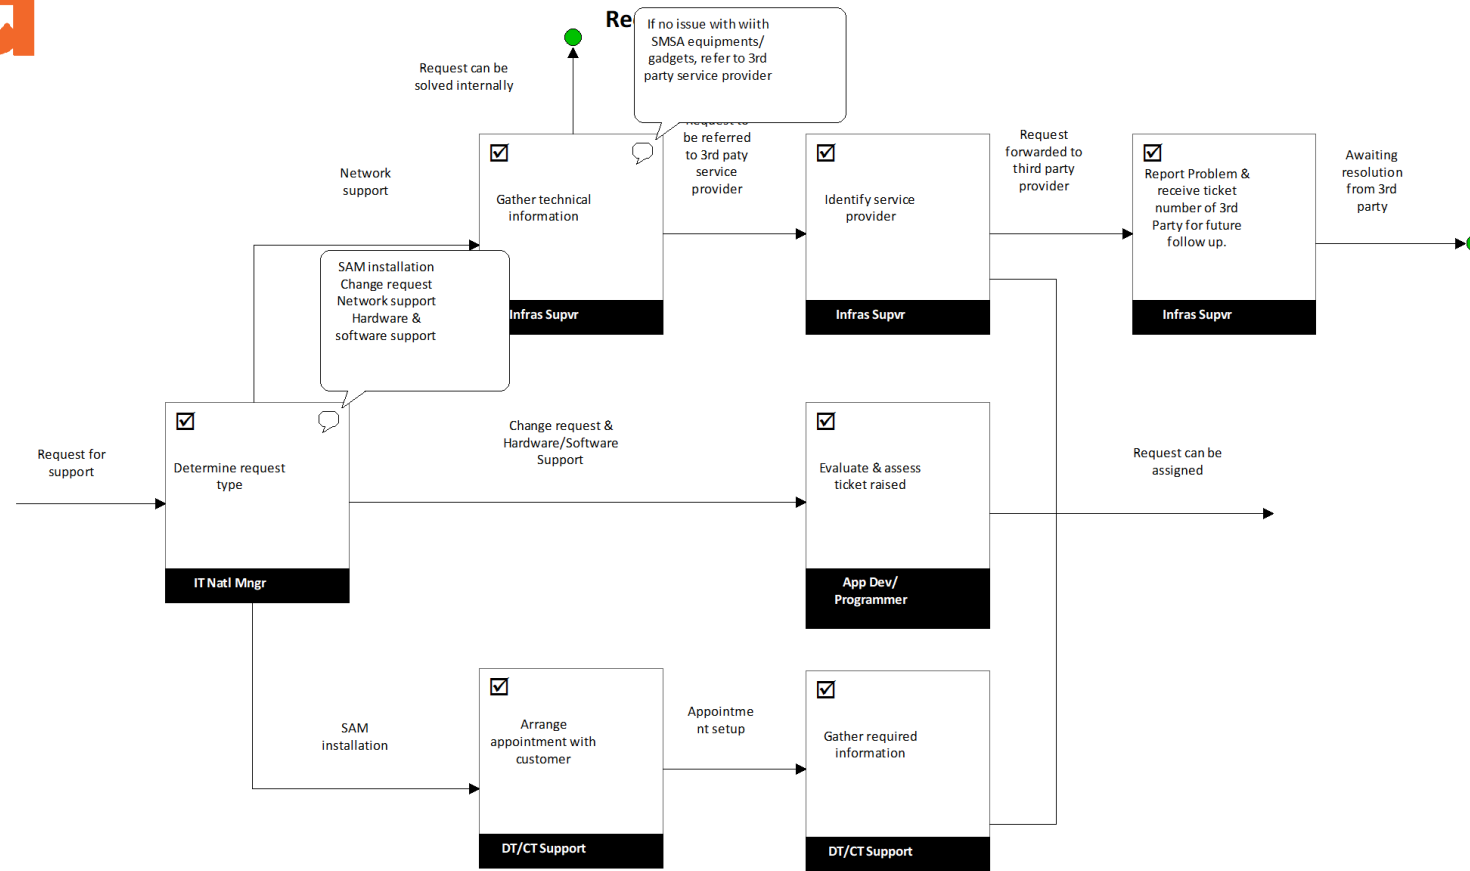 Re
If no issue with wiith
SMSA equipments/
gadgets, refer to 3rd
party service provider
Request can be
solved internally
Request to
be referred
to 3rd paty
service
provider
Request
forwarded to
third party
provider
Awaiting
resolution
from 3rd
party
Network
support
Gather technical
information
Infras Supvr
Identify service
provider
Infras Supvr
Report Problem &
receive ticket
number of 3rd
Party for future
follow up.
Infras Supvr
SAM installation
Change request
Network support
Hardware &
software support
Request for
support
Determine request
type
IT Natl Mngr
Change request &
Hardware/Software
Support
Evaluate & assess
ticket raised
App Dev/
Programmer
Request can be
assigned
SAM
installation
Arrange
appointment with
customer
DT/CT Support
Appointme
nt setup
Gather required
information
DT/CT Support